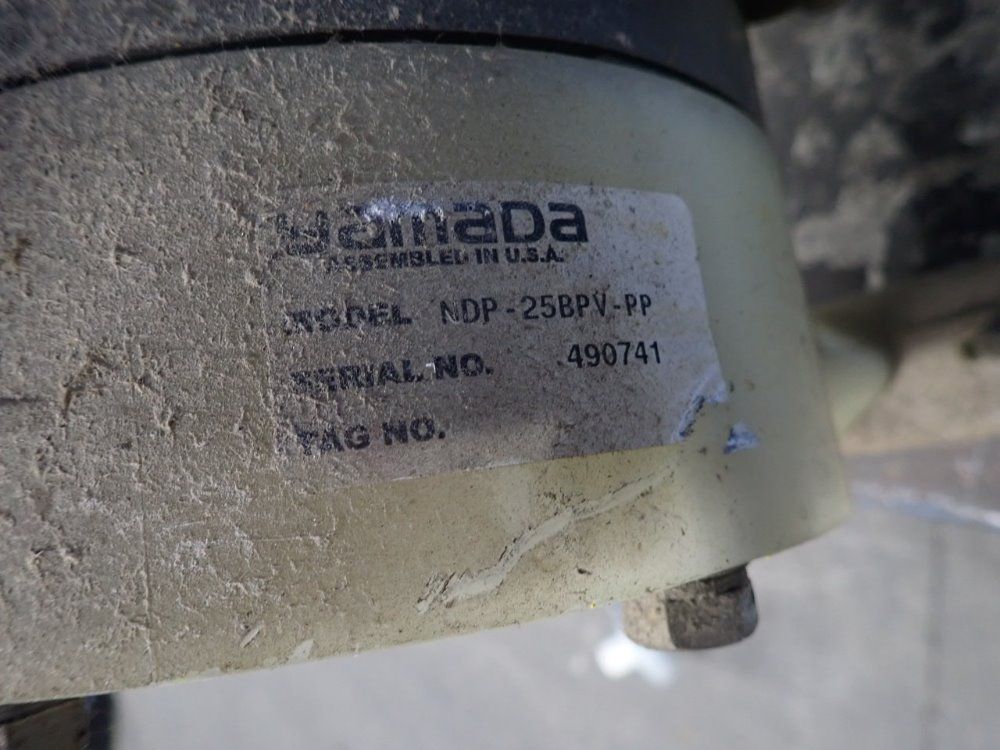 yamada
ASSEMBLED IN U.S.A.
MODEL NDP-25BPV-PP
SERIAL NO. 490741
TAG NO.